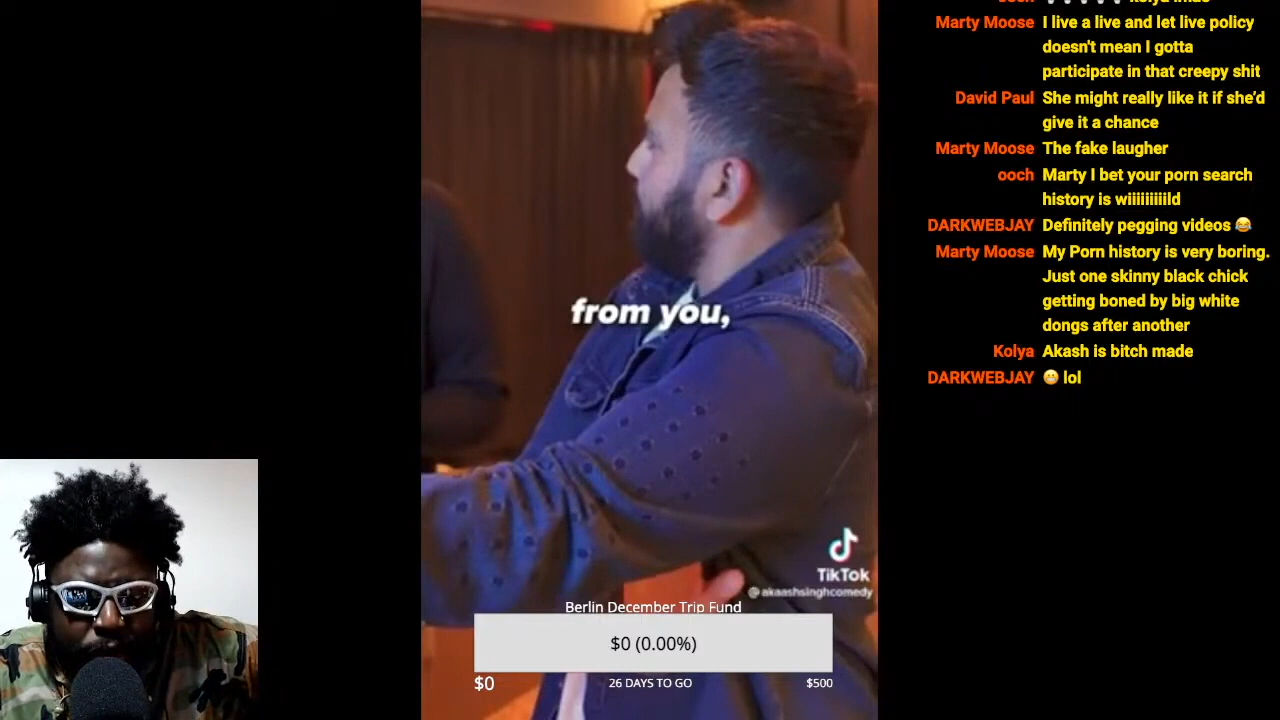 Marty Moose I live a live and let live policy
doesn't mean I gotta
participate in that creepy shit
David Paul She might really like it if she'd
give it a chance
Marty Moose The fake laugher
ooch Marty I bet your porn search
history is wiiiiiiiiild
DARKWEBJAY Definitely pegging videos 😂
Marty Moose My Porn history is very boring.
Just one skinny black chick
getting boned by big white
dongs after another
Kolya Akash is bitch made
DARKWEBJAY 😬 lol
from you,
TikTok
@akaashsinghcomedy
Berlin December Trip Fund
$0 (0.00%)
$0 26 DAYS TO GO $500